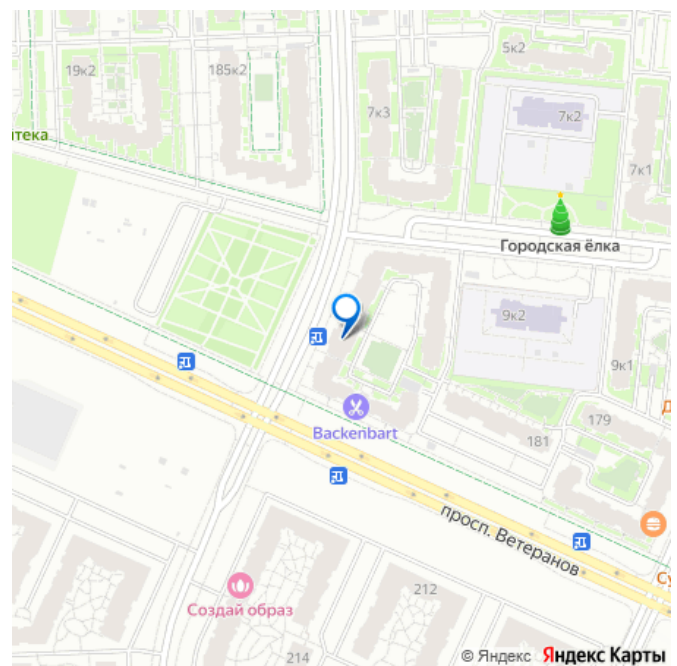 5к2
19к2
185к2
7к3
7к2
тека
7к1
Городская ёлка
9к2
9к1
Backenbart
179
181
просп. Ветеранов
212
Создай образ
214
© Яндекс Яндекс Карты